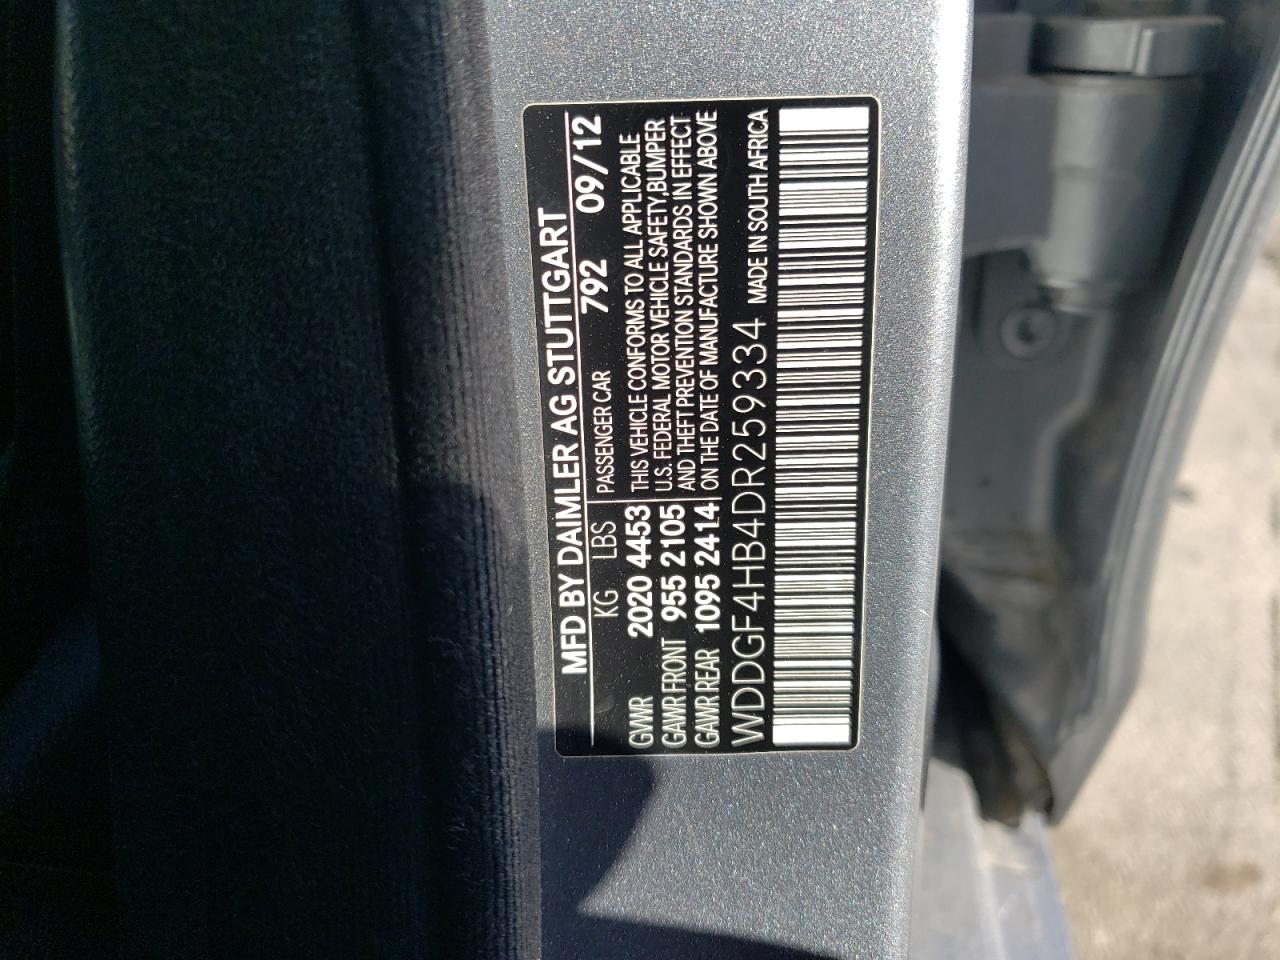 MFD BY DAIMLER AG STUTTGART
KG LBS PASSENGER CAR 792 09/12
GVWR 2020 4453 THIS VEHICLE CONFORMS TO ALL APPLICABLE
GAWR FRONT 955 2105 U.S. FEDERAL MOTOR VEHICLE SAFETY,BUMPER
GAWR REAR 1095 2414 AND THEFT PREVENTION STANDARDS IN EFFECT
ON THE DATE OF MANUFACTURE SHOWN ABOVE
WDDGF4HB4DR259334 MADE IN SOUTH AFRICA